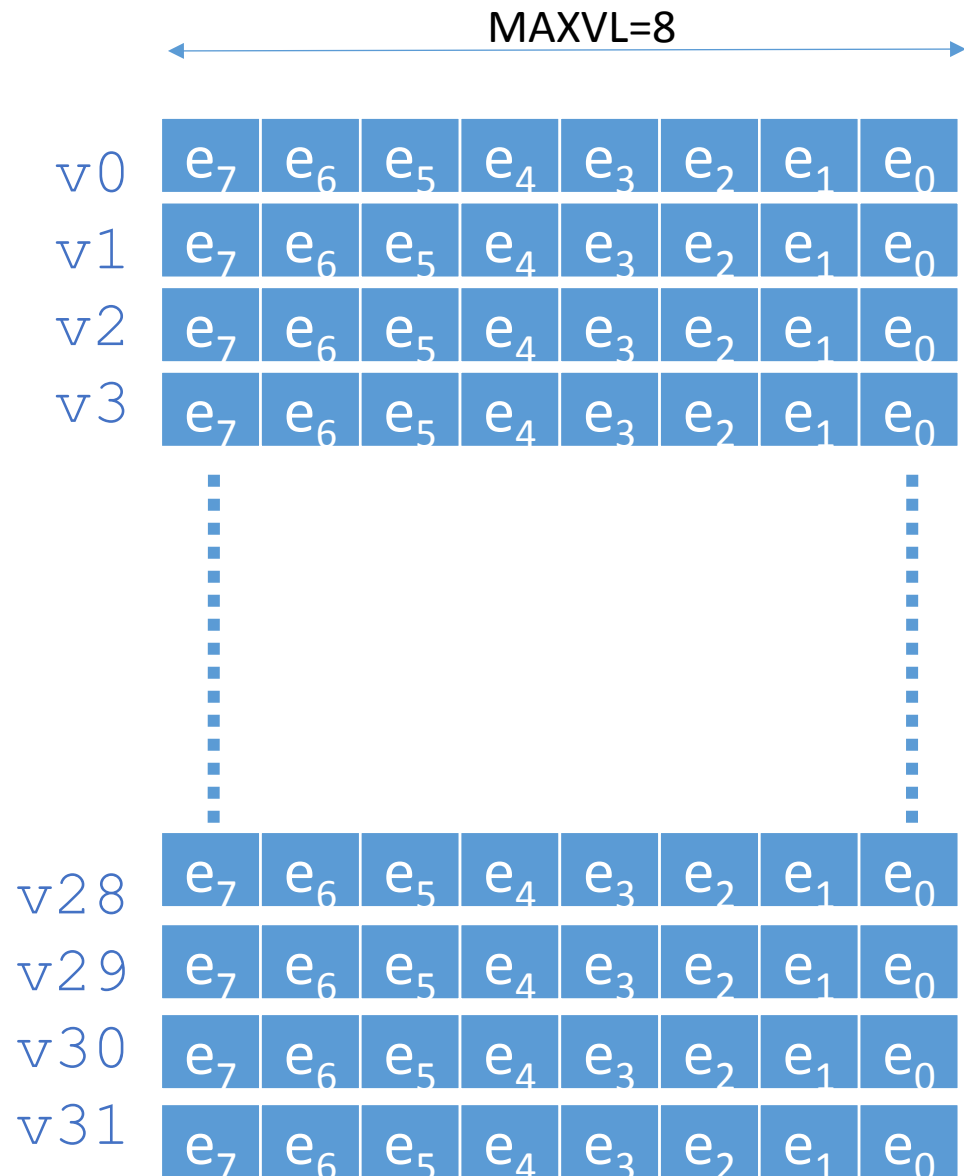 MAXVL=8
v0 e7 e6 e5 e4 e3 e2 e1 e0
v1 e7 e6 e5 e4 e3 e2 e1 e0
v2 e7 e6 e5 e4 e3 e2 e1 e0
v3 e7 e6 e5 e4 e3 e2 e1 e0
v28 e7 e6 e5 e4 e3 e2 e1 e0
v29 e7 e6 e5 e4 e3 e2 e1 e0
v30 e7 e6 e5 e4 e3 e2 e1 e0
v31 e7 e6 e5 e4 e3 e2 e1 e0